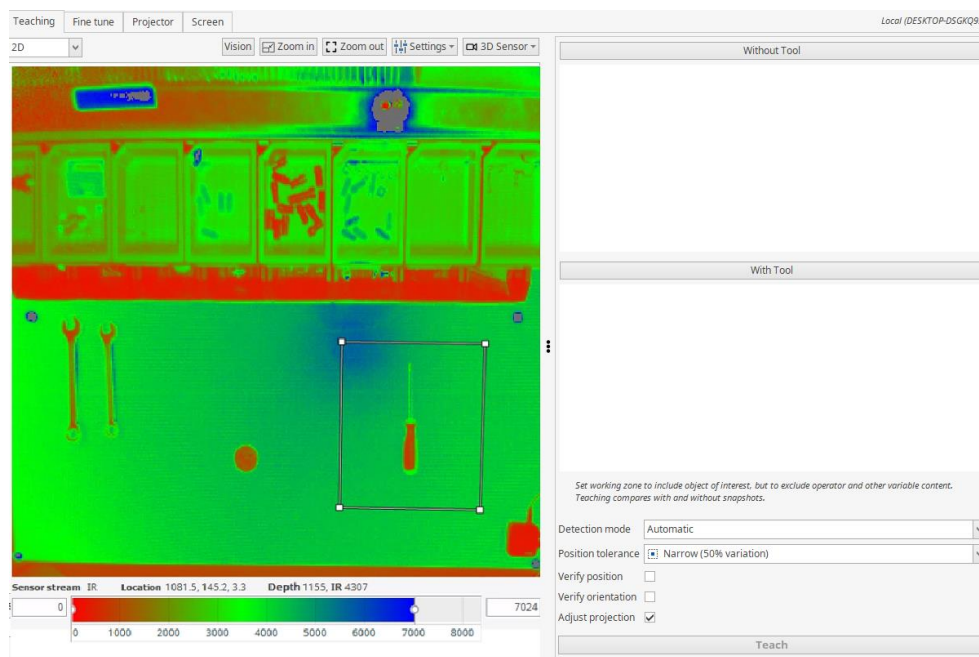 Teaching Fine tune Projector Screen
Local (DESKTOP-DSGKQ9
2D Vision Zoom in Zoom out Settings 3D Sensor
Without Tool
With Tool
Set working zone to include object of interest, but to exclude operator and other variable content.
Teaching compares with and without snapshots.
Detection mode Automatic
Position tolerance Narrow (50% variation)
Verify position
Verify orientation
Adjust projection
Teach
Sensor stream IR Location 1081.5, 145.2, 3.3 Depth 1155, IR 4307
0 7024
0 1000 2000 3000 4000 5000 6000 7000 8000